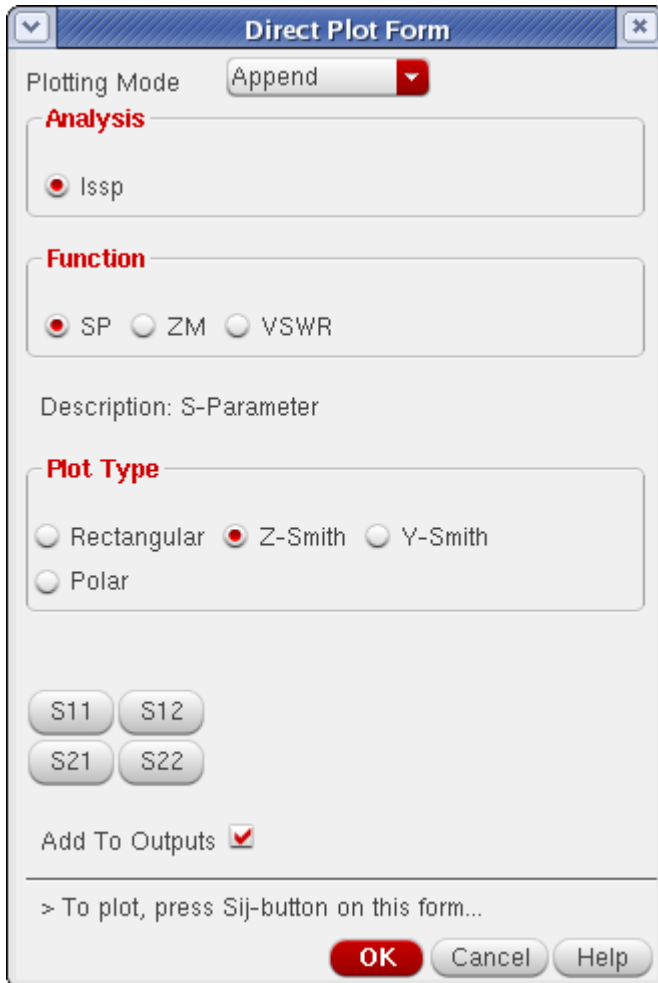 Direct Plot Form
Plotting Mode Append
Analysis
lssp
Function
SP ZM VSWR
Description: S-Parameter
Plot Type
Rectangular Z-Smith Y-Smith
Polar
S11 S12
S21 S22
Add To Outputs
> To plot, press Sij-button on this form...
OK Cancel Help